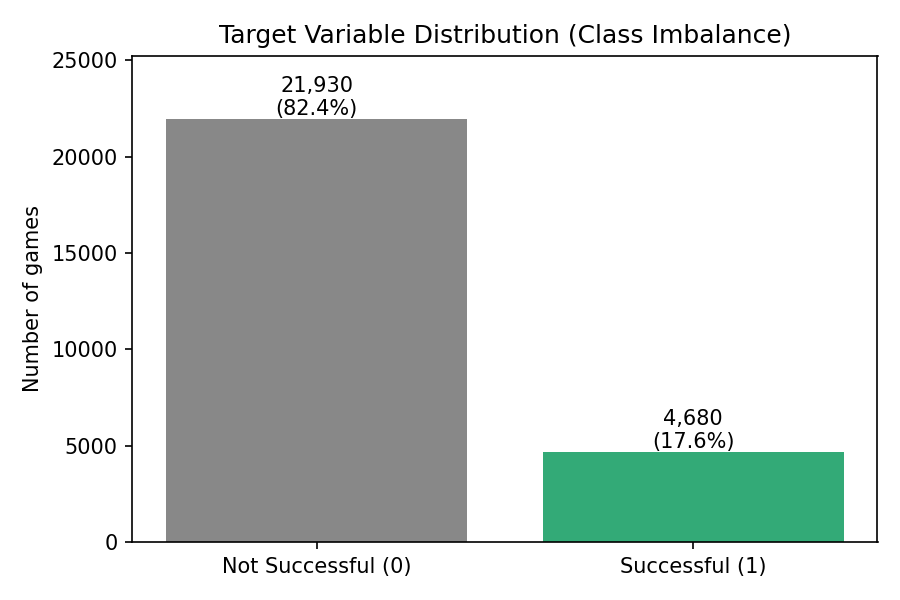 Target Variable Distribution (Class Imbalance)
Number of games
25000
20000
15000
10000
5000
0
21,930
(82.4%)
4,680
(17.6%)
Not Successful (0)
Successful (1)